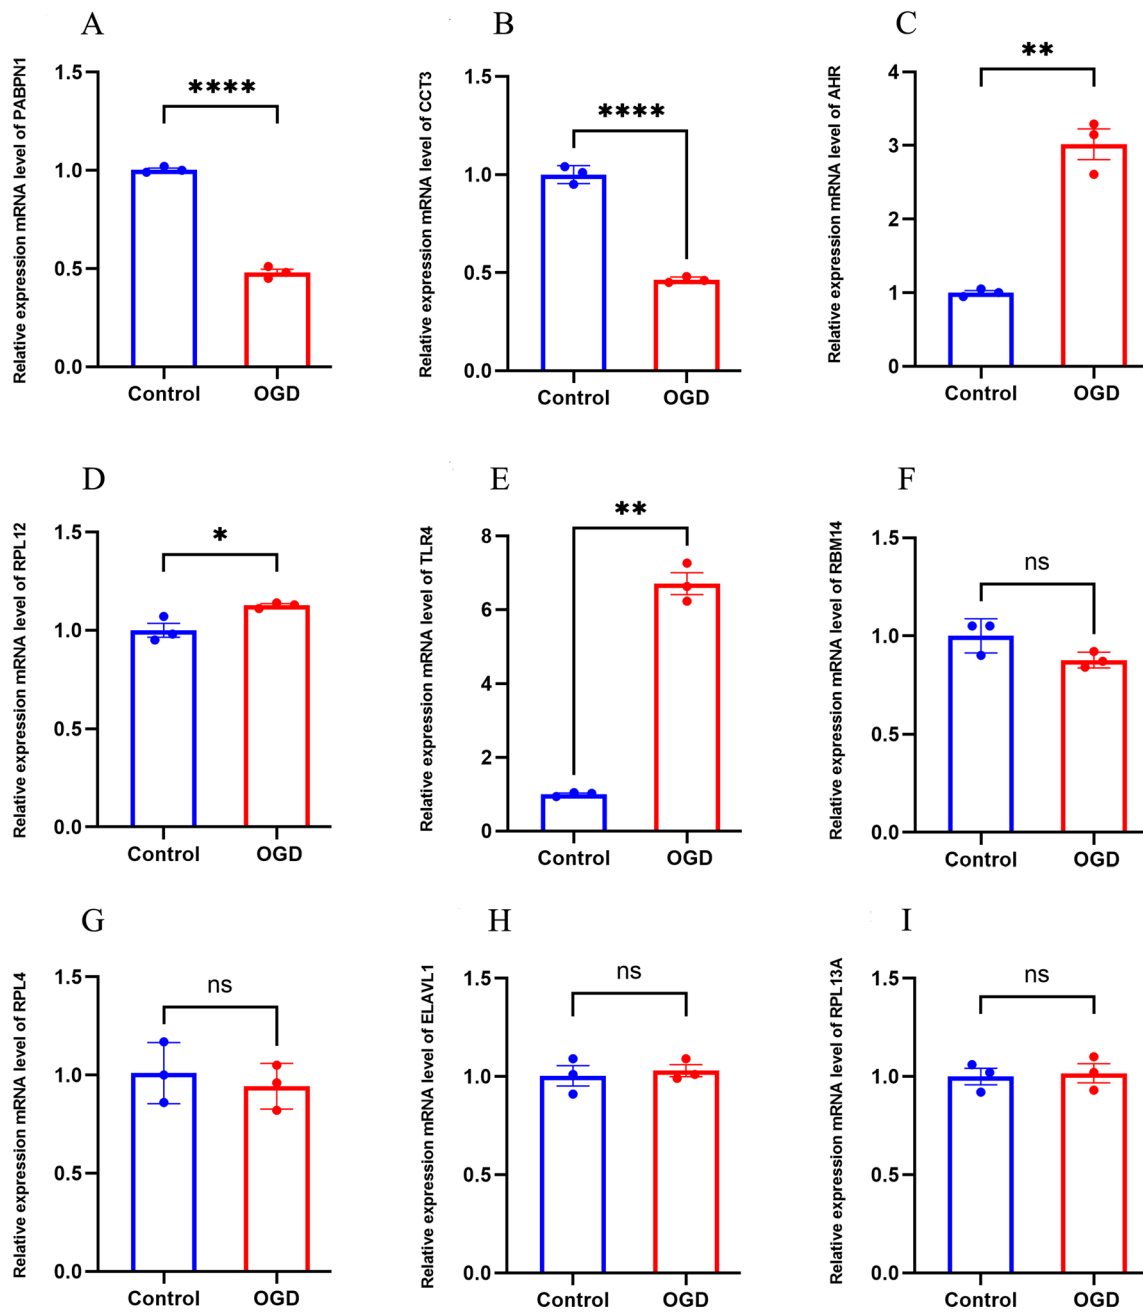 A
Relative expression mRNA level of PABPN1
1.5
1.0
0.5
0.0
****
Control
OGD
B
Relative expression mRNA level of CCT3
1.5
1.0
0.5
0.0
****
Control
OGD
C
Relative expression mRNA level of AHR
4
3
2
1
0
**
Control
OGD
D
Relative expression mRNA level of RPL12
1.5
1.0
0.5
0.0
*
Control
OGD
E
Relative expression mRNA level of TLR4
8
6
4
2
0
**
Control
OGD
F
Relative expression mRNA level of RBM14
1.5
1.0
0.5
0.0
ns
Control
OGD
G
Relative expression mRNA level of RPL4
1.5
1.0
0.5
0.0
ns
Control
OGD
H
Relative expression mRNA level of ELAVL1
1.5
1.0
0.5
0.0
ns
Control
OGD
I
Relative expression mRNA level of RPL13A
1.5
1.0
0.5
0.0
ns
Control
OGD